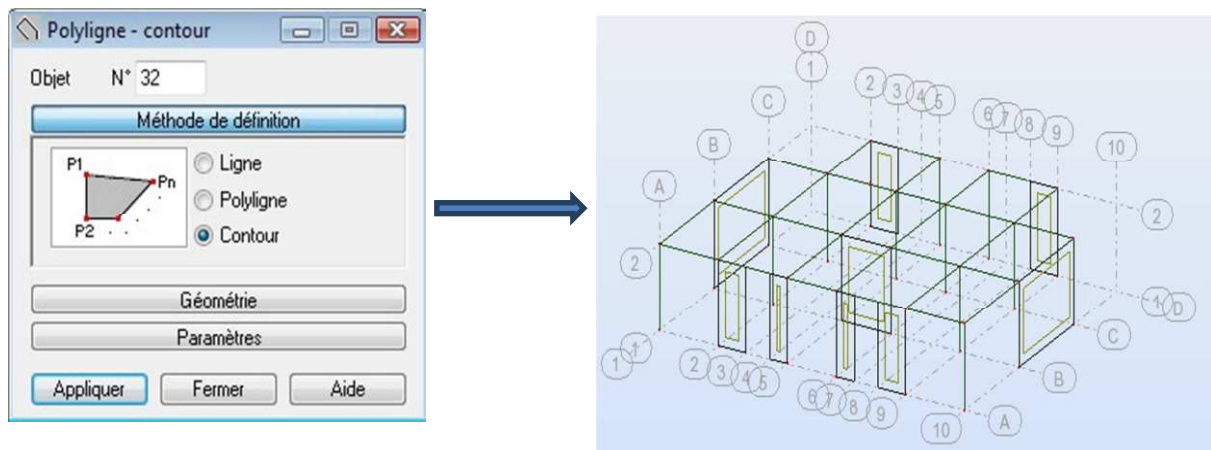 Polyligne - contour
Objet N° 32
Méthode de définition
P1
Pn
P2
Ligne
Polyligne
Contour
Géométrie
Paramètres
Appliquer Fermer Aide
D
1
2 3 4 5
C
6 7 8 9
10
B
A
2
2
1 D
C
1 1
2 3 4 5
B
6 7 8 9
10 A